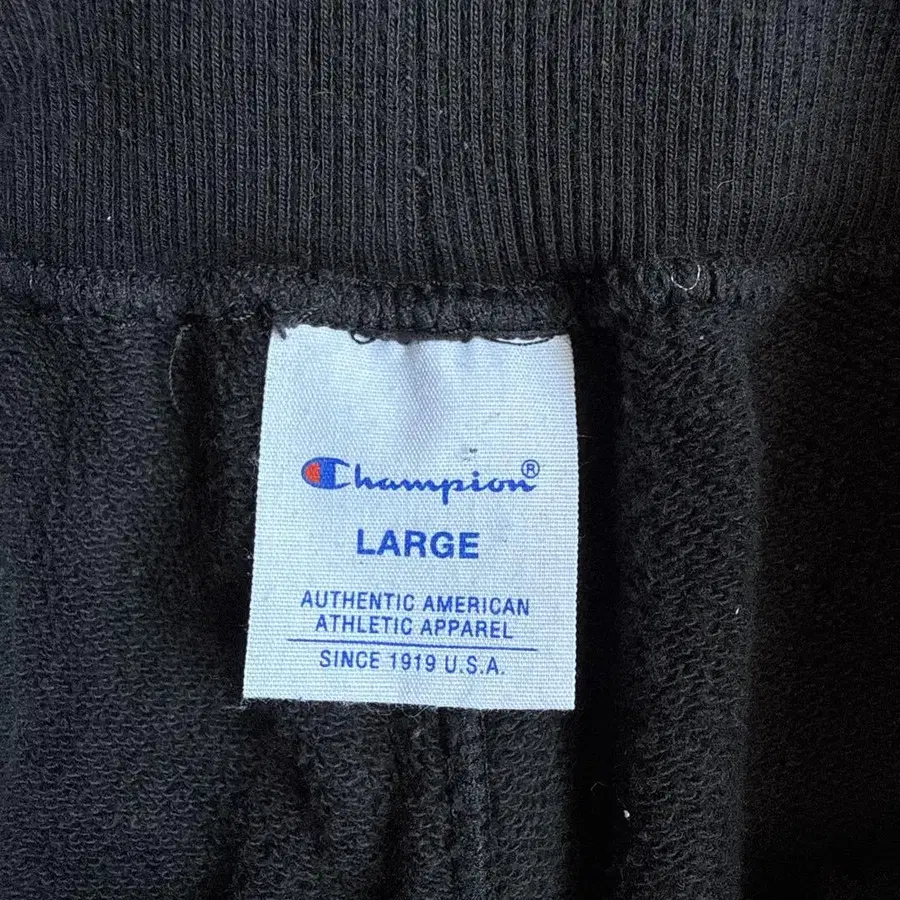 Champion®
LARGE
AUTHENTIC AMERICAN
ATHLETIC APPAREL
SINCE 1919 U.S.A.